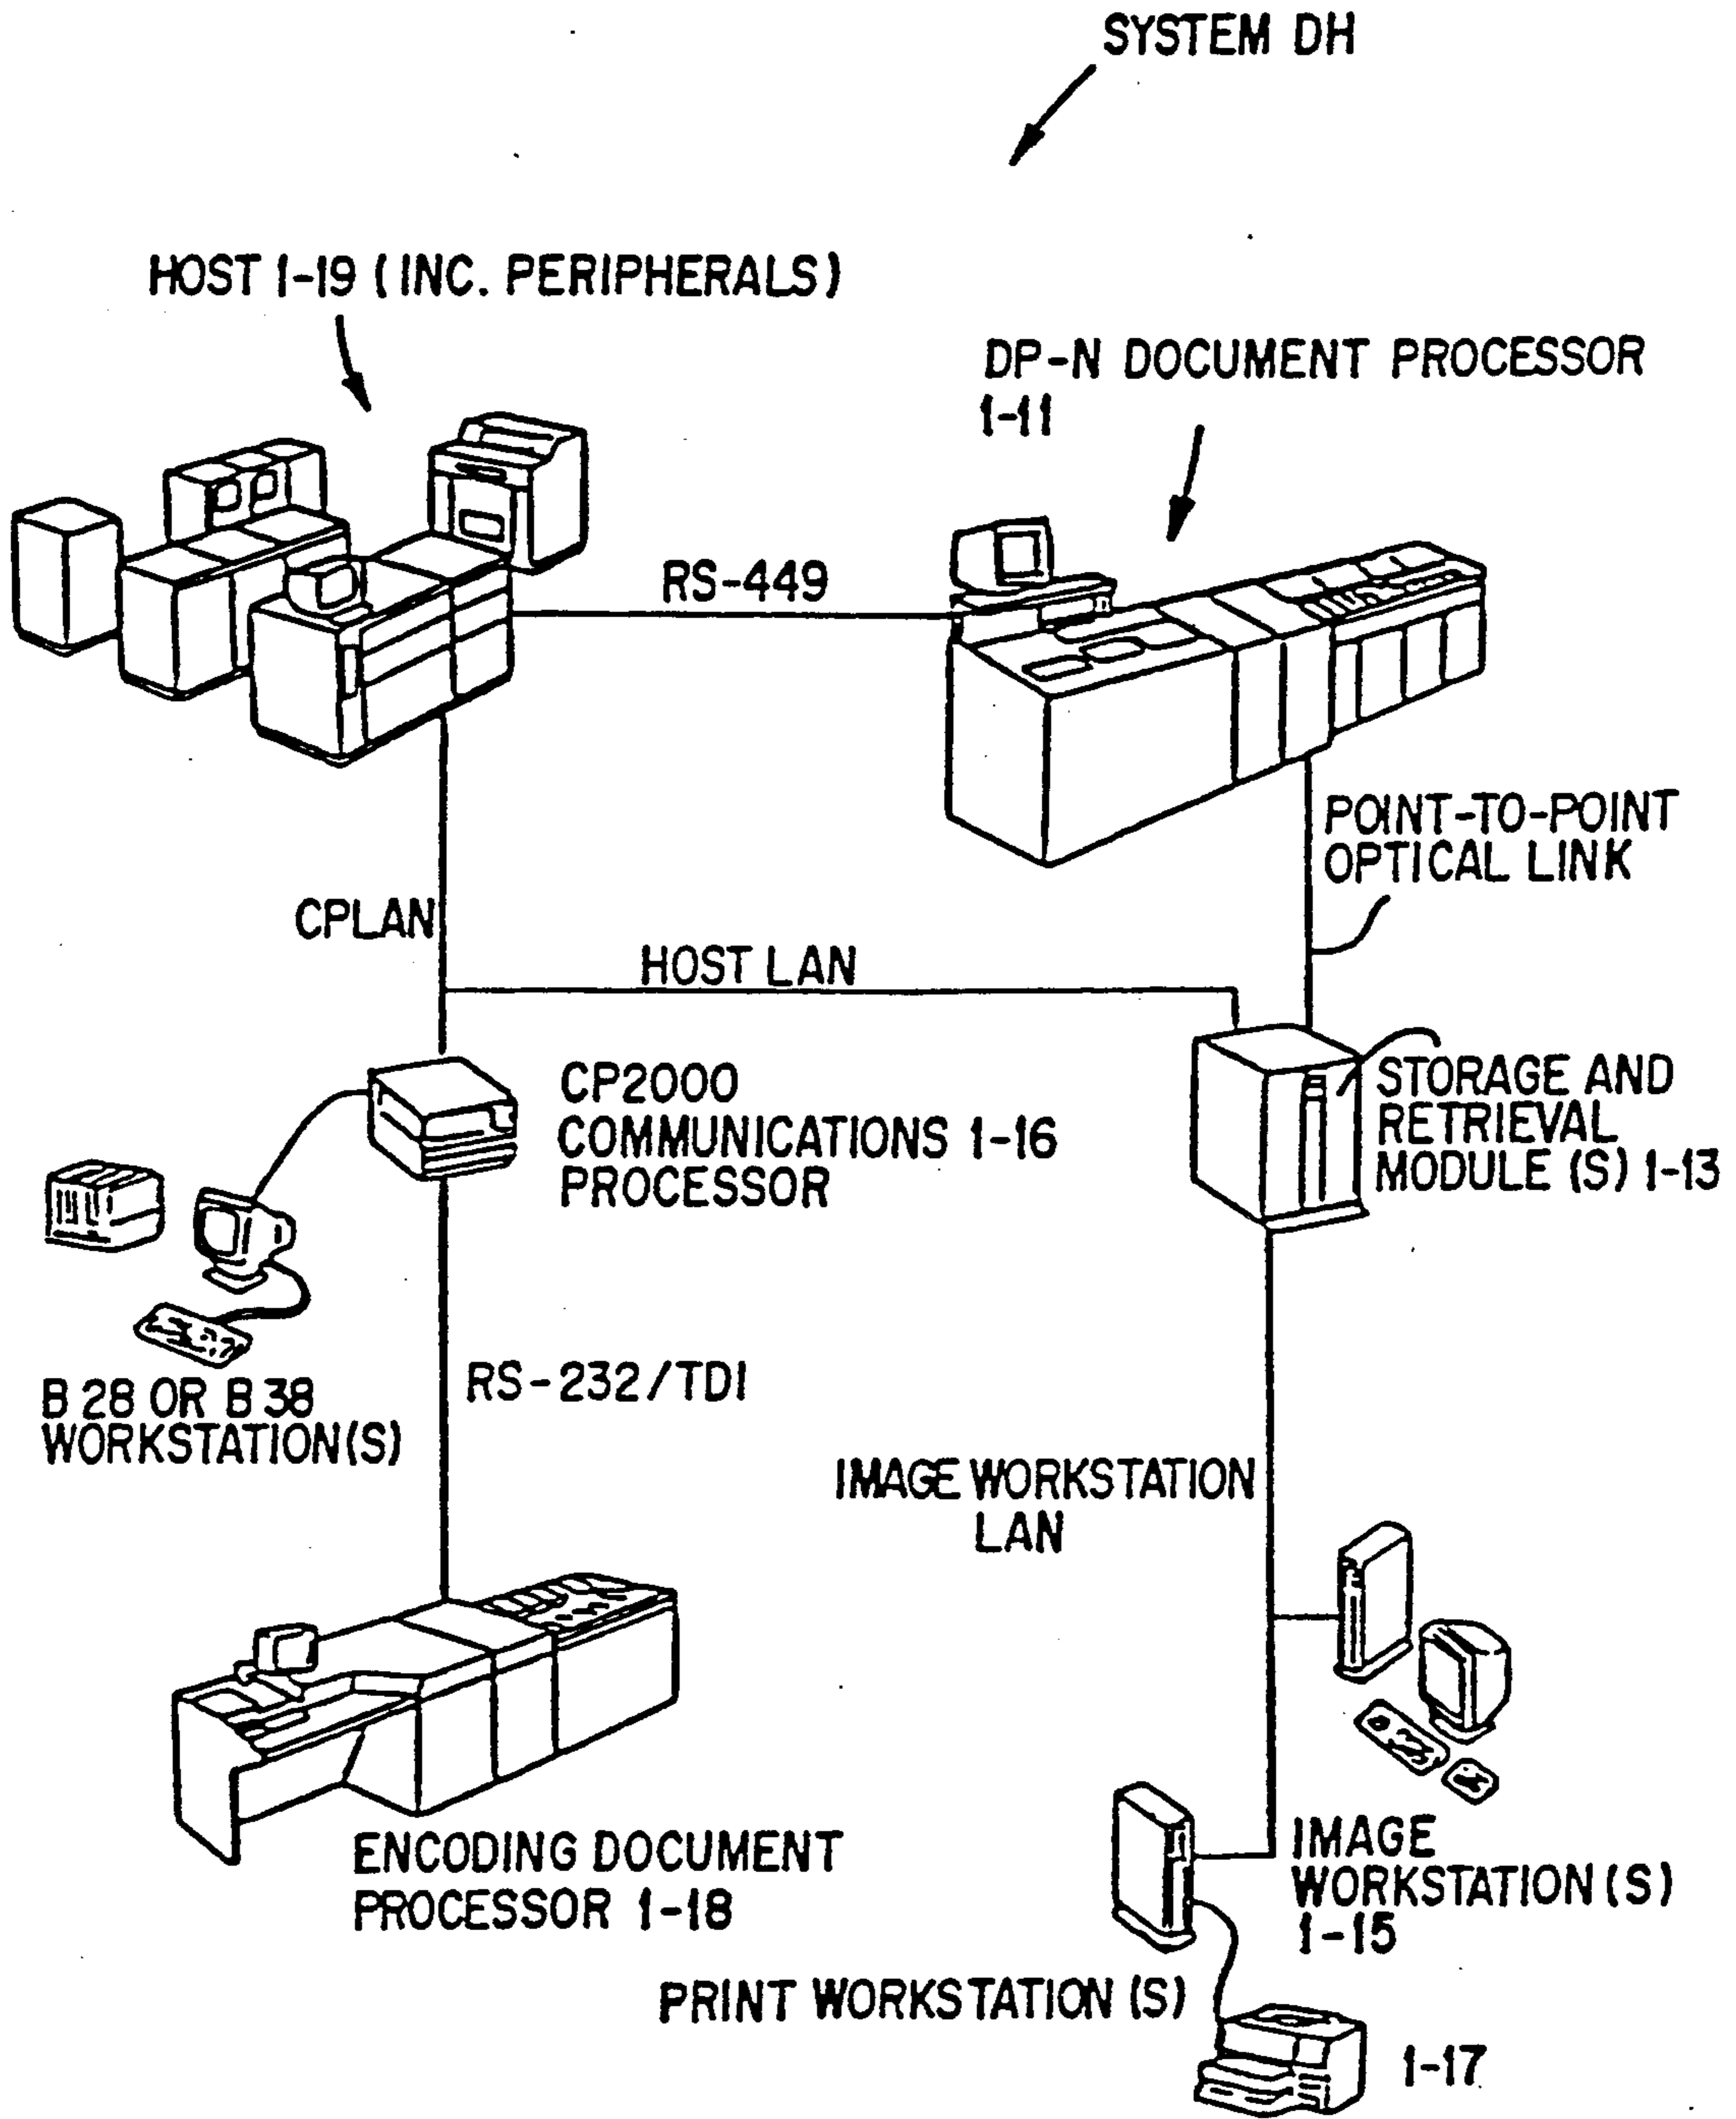 SYSTEM DH
HOST 1-19 (INC. PERIPHERALS)
DP-N DOCUMENT PROCESSOR
1-11
RS-449
POINT-TO-POINT
OPTICAL LINK
CPLAN
HOST LAN
CP2000
COMMUNICATIONS 1-16
PROCESSOR
STORAGE AND
RETRIEVAL
MODULE (S) 1-13
B 28 OR B 38
WORKSTATION(S)
RS-232/TDI
IMAGE WORKSTATION
LAN
ENCODING DOCUMENT
PROCESSOR 1-18
IMAGE
WORKSTATION(S)
1-15
PRINT WORKSTATION (S)
1-17